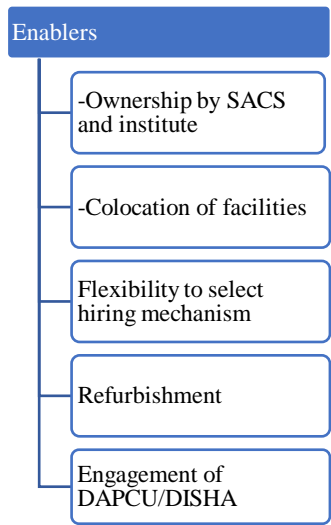 Enablers
-Ownership by SACS
and institute
-Colocation of facilities
Flexibility to select
hiring mechanism
Refurbishment
Engagement of
DAPCU/DISHA